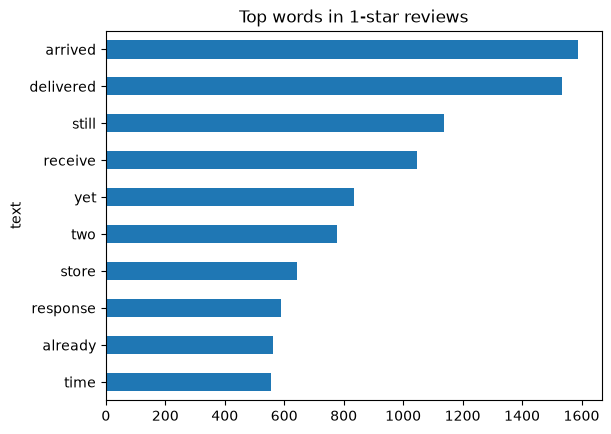 Top words in 1-star reviews
text
arrived
delivered
still
receive
yet
two
store
response
already
time
0 200 400 600 800 1000 1200 1400 1600